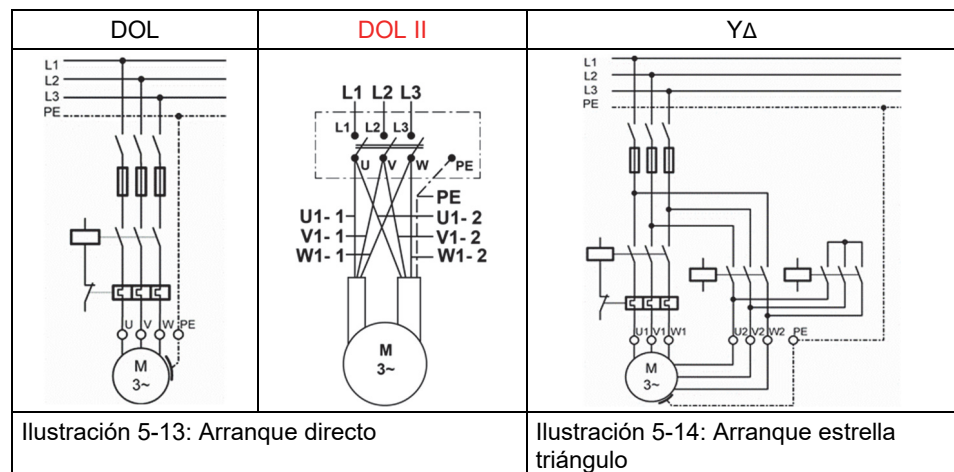 DOL
DOL II
YΔ
L1
L2
L3
PE
U V W PE
M
3~
L1 L2 L3
L1 L2 L3
U V W PE
PE
U1- 1 U1- 2
V1- 1 V1- 2
W1- 1 W1- 2
M
3~
L1
L2
L3
PE
U1 V1 W1 U2 V2 W2 PE
M
3~
Ilustración 5-13: Arranque directo
Ilustración 5-14: Arranque estrella
triángulo